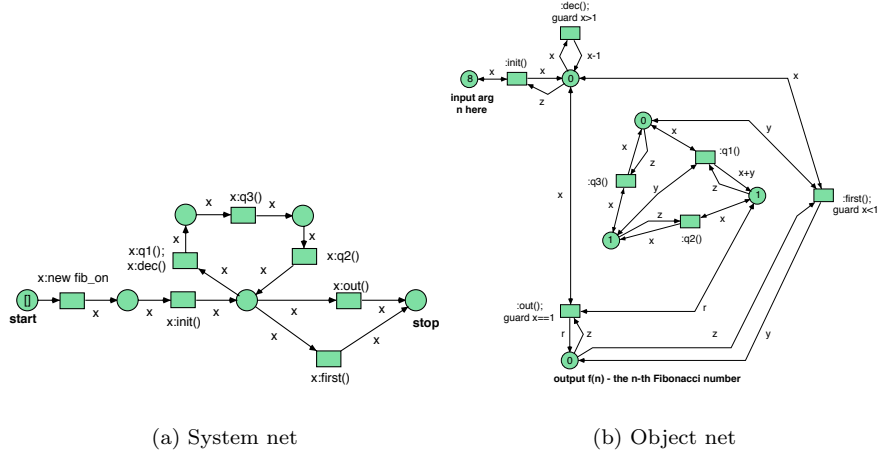 :dec();
guard x>1
x
x-1
:init()
x
x
8
0
z
input arg
n here
x
0
x
y
:q1()
x
z
:q3()
x+y
y
z
1
x
z
x
1
x
:q2()
:first();
guard x<1
x
:out();
guard x==1
r
r
z
z
y
0
output f(n) - the n-th Fibonacci number
x:q3()
x
x
x
x
x:q1();
x:dec()
x:q2()
x
x
x:new fib_on
[]
x
x
x
x:init()
x
x:out()
x
start
stop
x
x
x:first()
(a) System net
(b) Object net